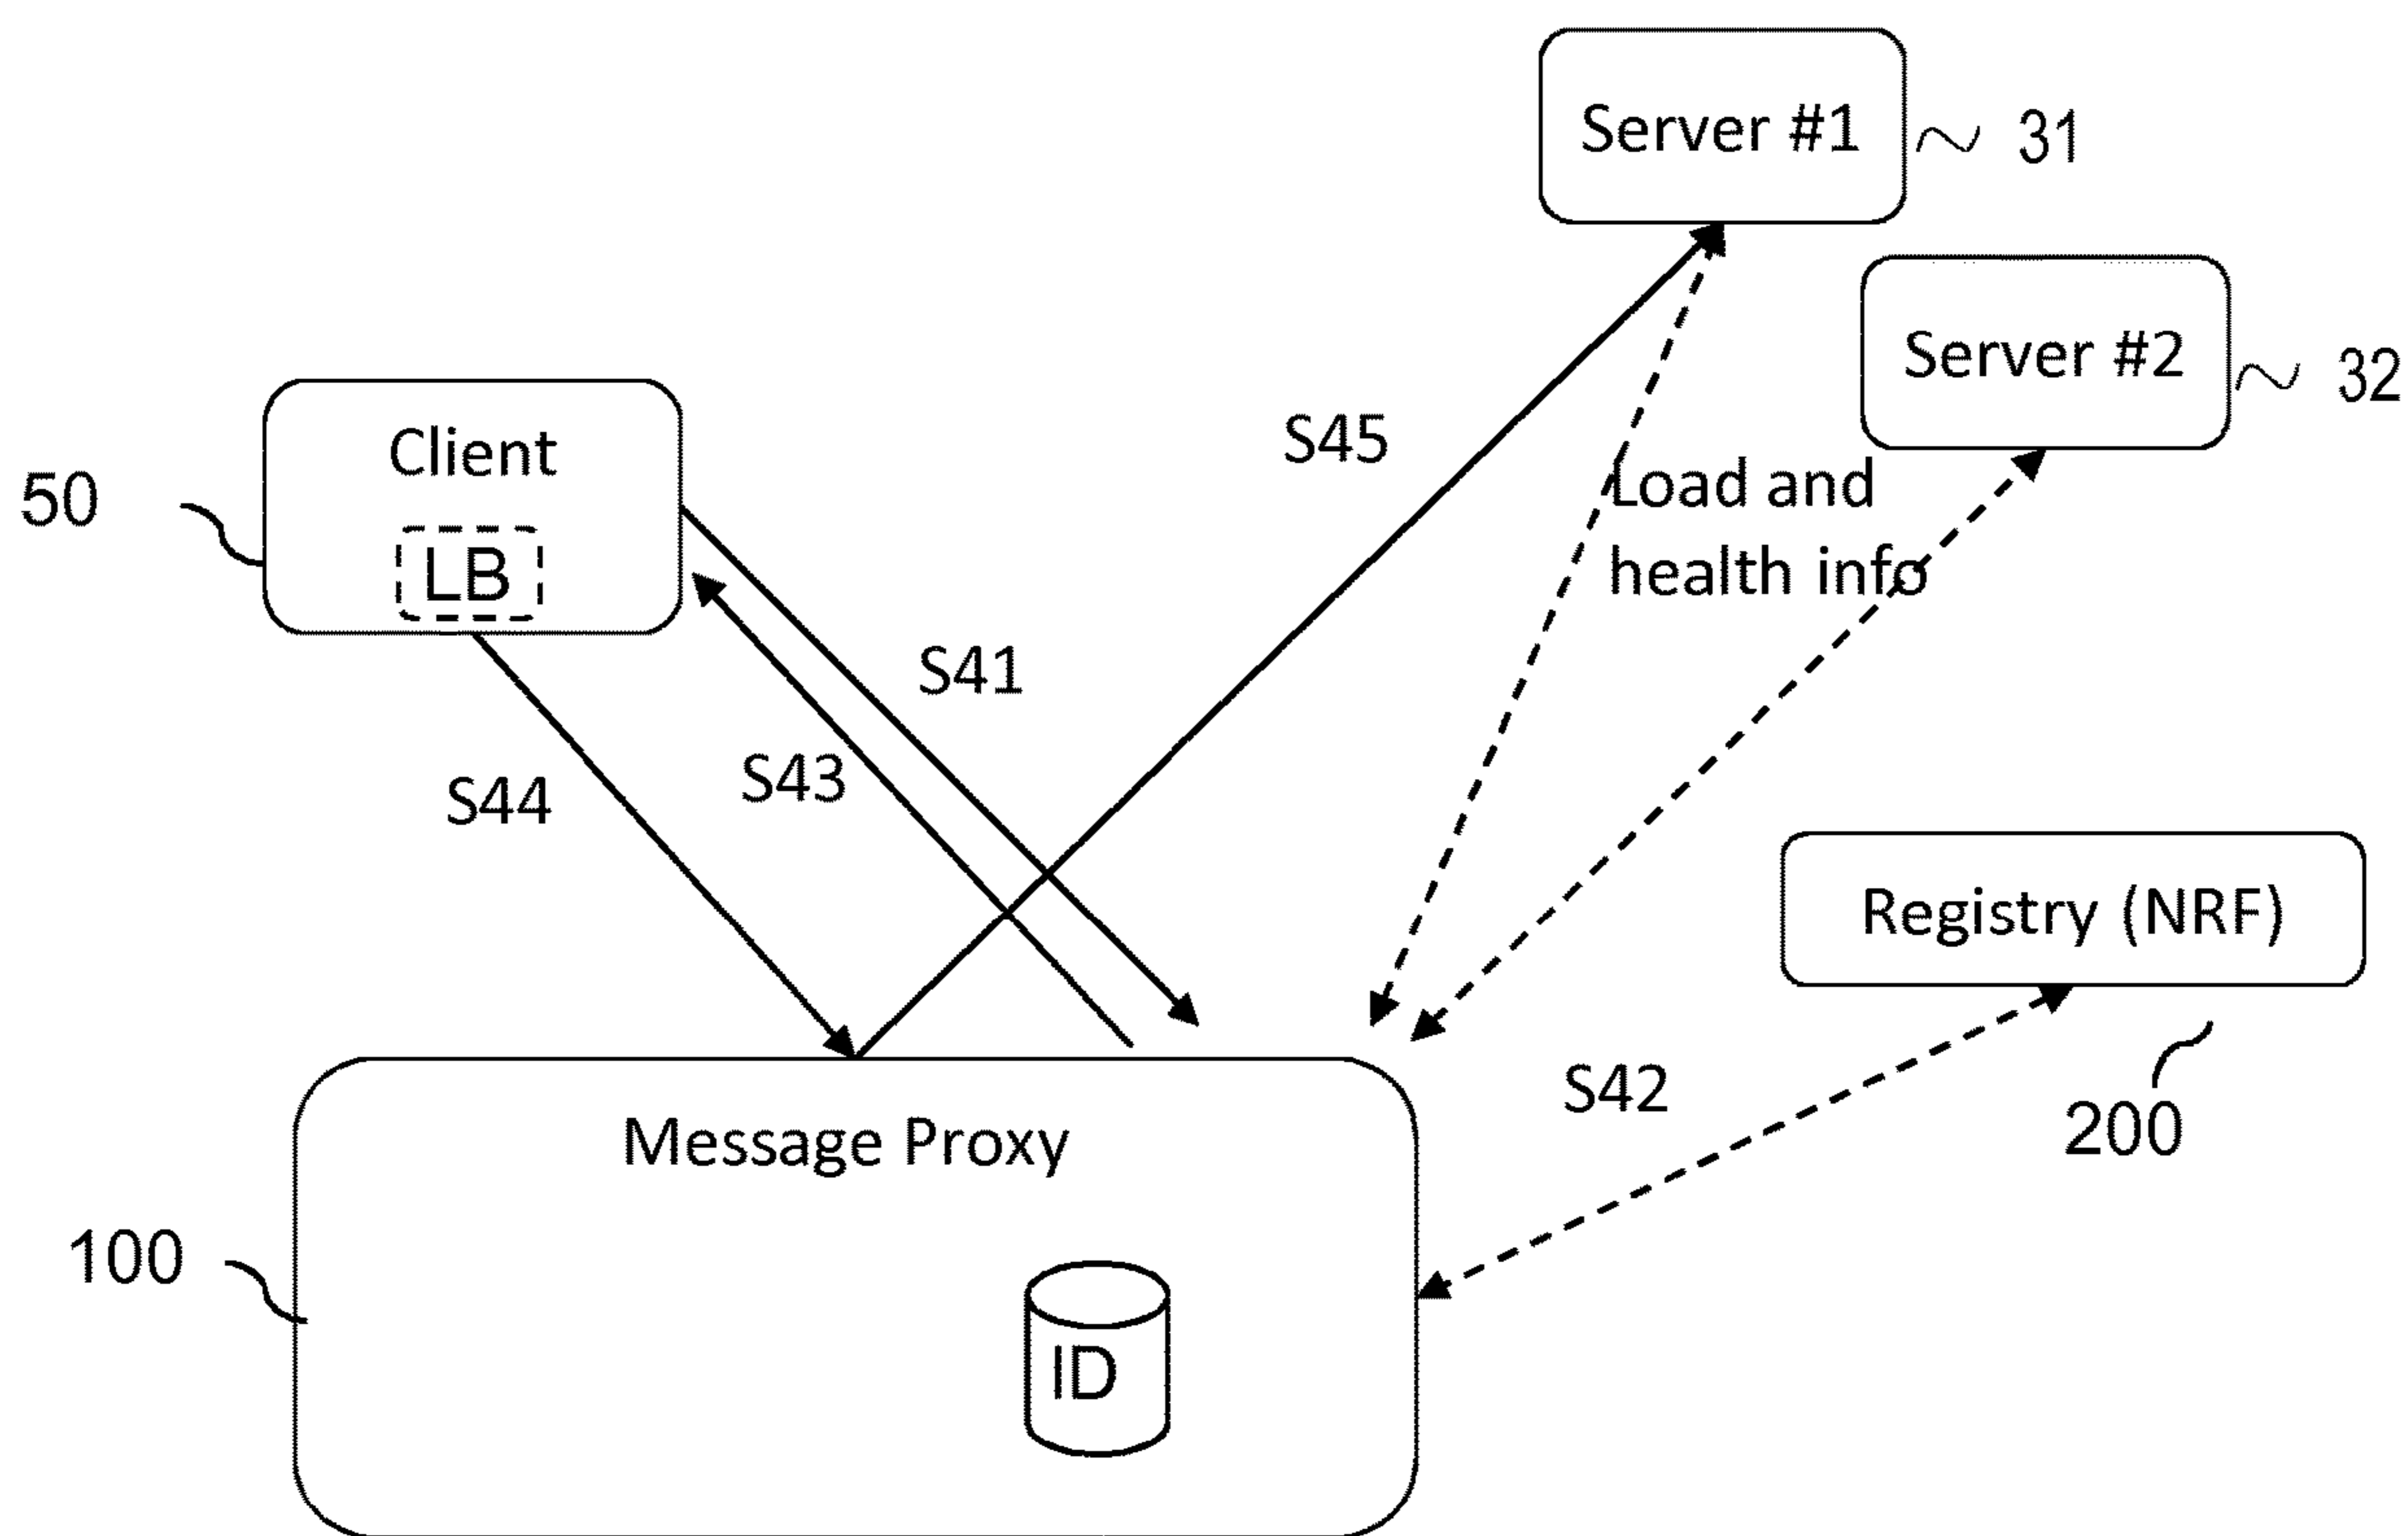 Server #1
31
Server #2
32
Client
LB
50
S45
Load and
health info
S41
S43
S44
Registry (NRF)
200
S42
Message Proxy
100
ID